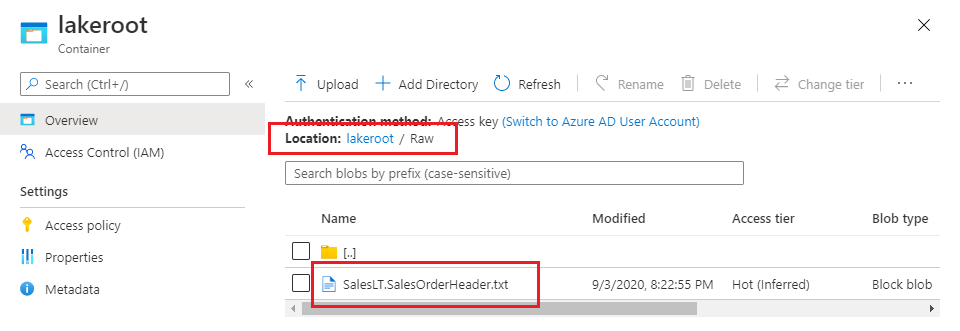 lakeroot
Container
Search (Ctrl+/)
«
Overview
Access Control (IAM)
Settings
Access policy
Properties
Metadata
Upload Add Directory Refresh Rename Delete Change tier ...
Authentication method: Access key (Switch to Azure AD User Account)
Location: lakeroot / Raw
Search blobs by prefix (case-sensitive)
Name Modified Access tier Blob type
[..]
SalesLT.SalesOrderHeader.txt 9/3/2020, 8:22:55 PM Hot (Inferred) Block blob